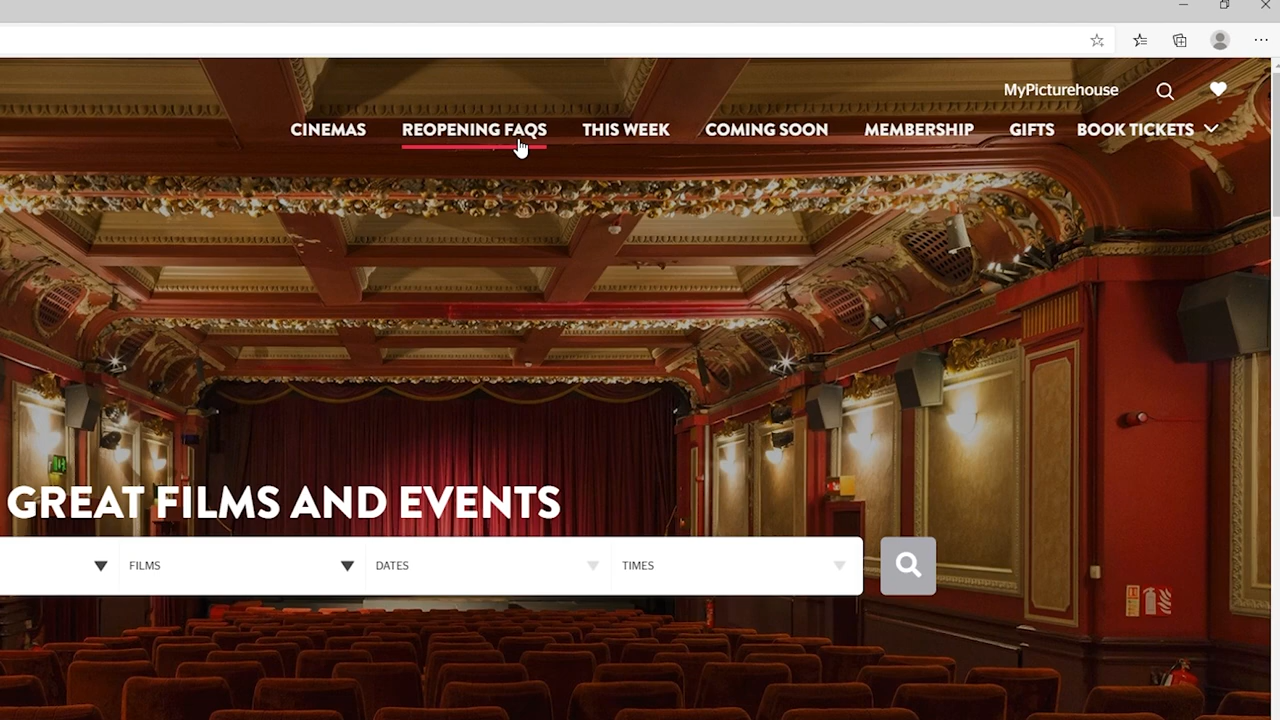 MyPicturehouse
CINEMAS REOPENING FAQS THIS WEEK COMING SOON MEMBERSHIP GIFTS BOOK TICKETS
GREAT FILMS AND EVENTS
FILMS DATES TIMES